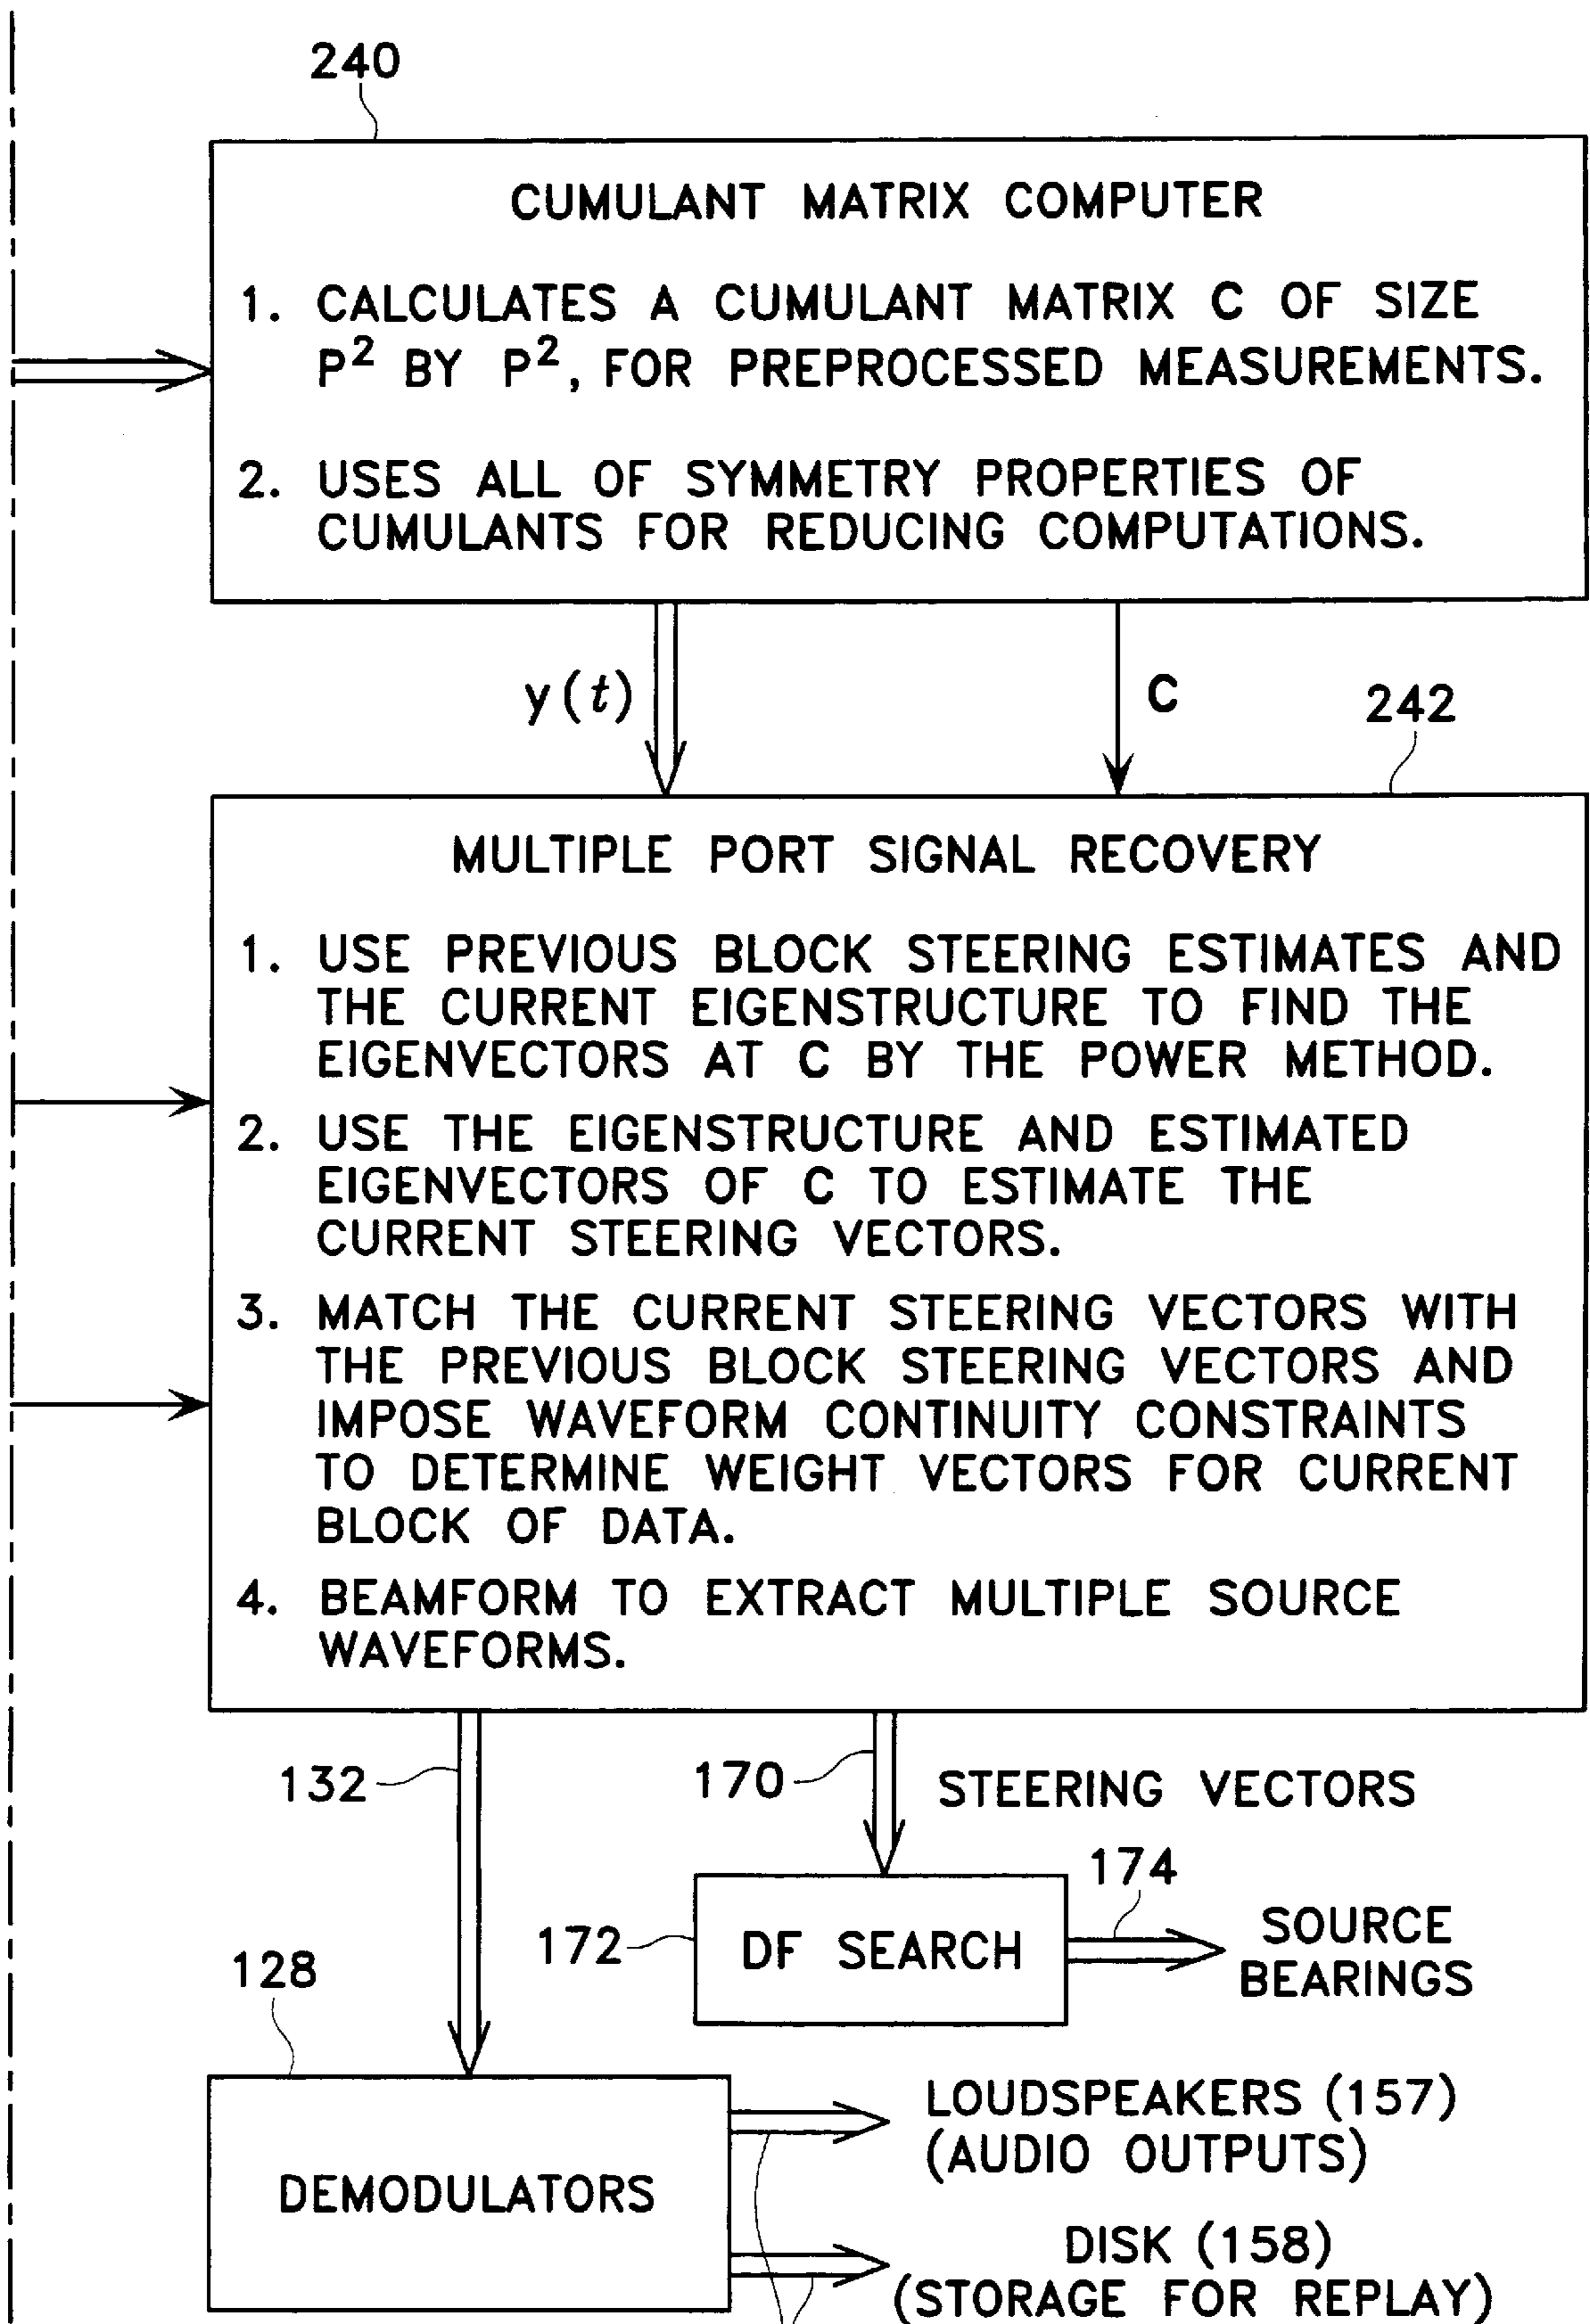 240
CUMULANT MATRIX COMPUTER
1. CALCULATES A CUMULANT MATRIX C OF SIZE
P² BY P², FOR PREPROCESSED MEASUREMENTS.
2. USES ALL OF SYMMETRY PROPERTIES OF
CUMULANTS FOR REDUCING COMPUTATIONS.
y(t)
C
242
MULTIPLE PORT SIGNAL RECOVERY
1. USE PREVIOUS BLOCK STEERING ESTIMATES AND
THE CURRENT EIGENSTRUCTURE TO FIND THE
EIGENVECTORS AT C BY THE POWER METHOD.
2. USE THE EIGENSTRUCTURE AND ESTIMATED
EIGENVECTORS OF C TO ESTIMATE THE
CURRENT STEERING VECTORS.
3. MATCH THE CURRENT STEERING VECTORS WITH
THE PREVIOUS BLOCK STEERING VECTORS AND
IMPOSE WAVEFORM CONTINUITY CONSTRAINTS
TO DETERMINE WEIGHT VECTORS FOR CURRENT
BLOCK OF DATA.
4. BEAMFORM TO EXTRACT MULTIPLE SOURCE
WAVEFORMS.
132
170
STEERING VECTORS
174
172
DF SEARCH
SOURCE
BEARINGS
128
DEMODULATORS
LOUDSPEAKERS (157)
(AUDIO OUTPUTS)
DISK (158)
(STORAGE FOR REPLAY)